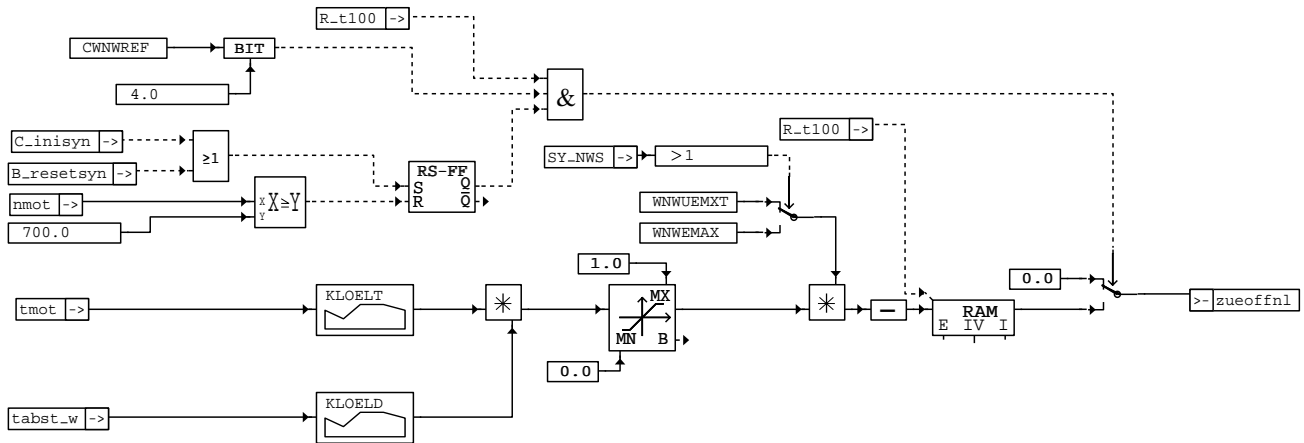 R_t100 ->
CWNWREF
BIT
4.0
&
R_t100 ->
C_inisyn ->
≥1
SY_NWS ->
>1
B_resetsyn ->
RS-FF
S Q
R Q
nmot ->
X X≥Y
Y
700.0
WNWUEMXT
WNWEMAX
1.0
0.0
tmot ->
KLOELT
*
MX
MN B
*
−
RAM
E IV I
>- zueoffnl
0.0
tabst_w ->
KLOELD